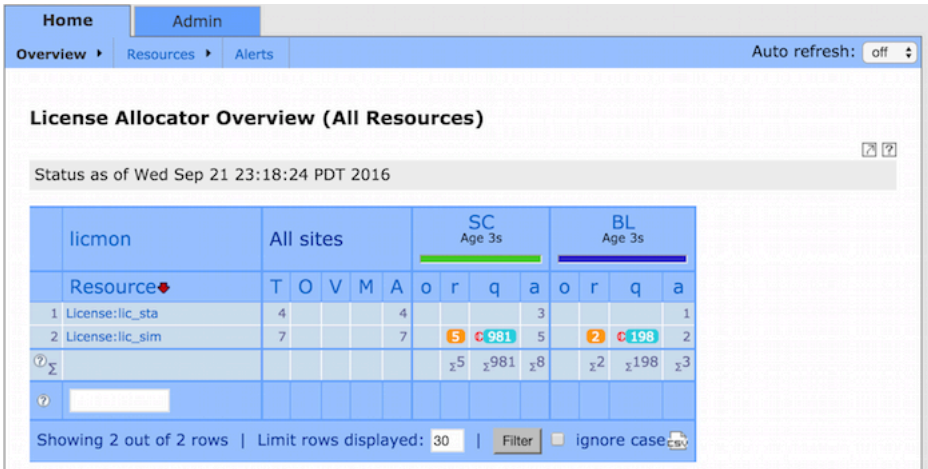 Home Admin
Overview Resources Alerts Auto refresh: off
License Allocator Overview (All Resources)
?
Status as of Wed Sep 21 23:18:24 PDT 2016
licmon All sites SC BL
Age 3s Age 3s
Resource T O V M A o r q a o r q a
1 License:lic_sta 4 4 3 1
2 License:lic_sim 7 7 5 981 5 2 198 2
? Σ Σ5 Σ981 Σ8 Σ2 Σ198 Σ3
?
Showing 2 out of 2 rows | Limit rows displayed: 30 | Filter ignore case CSV